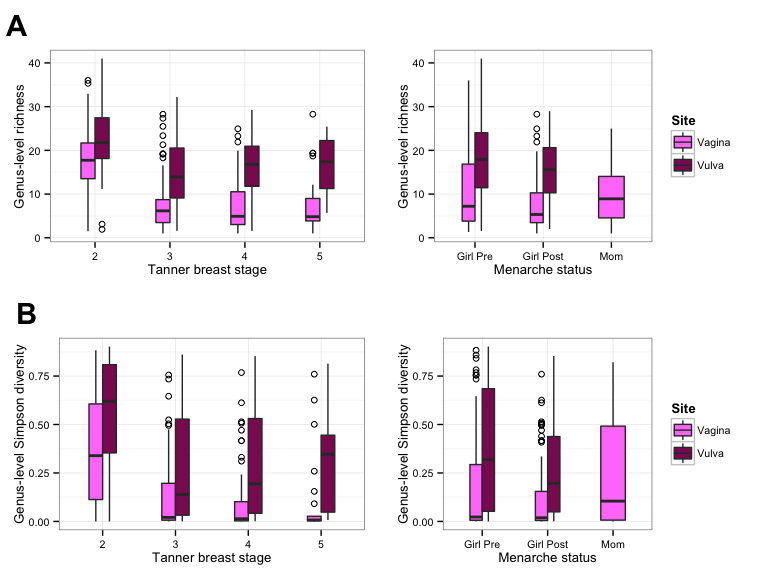 A
Genus-level richness
40
30
20
10
0
2 3 4 5
Tanner breast stage
Genus-level richness
40
30
20
10
0
Girl Pre Girl Post Mom
Menarche status
Site
Vagina
Vulva
B
Genus-level Simpson diversity
0.75
0.50
0.25
0.00
2 3 4 5
Tanner breast stage
Genus-level Simpson diversity
0.75
0.50
0.25
0.00
Girl Pre Girl Post Mom
Menarche status
Site
Vagina
Vulva